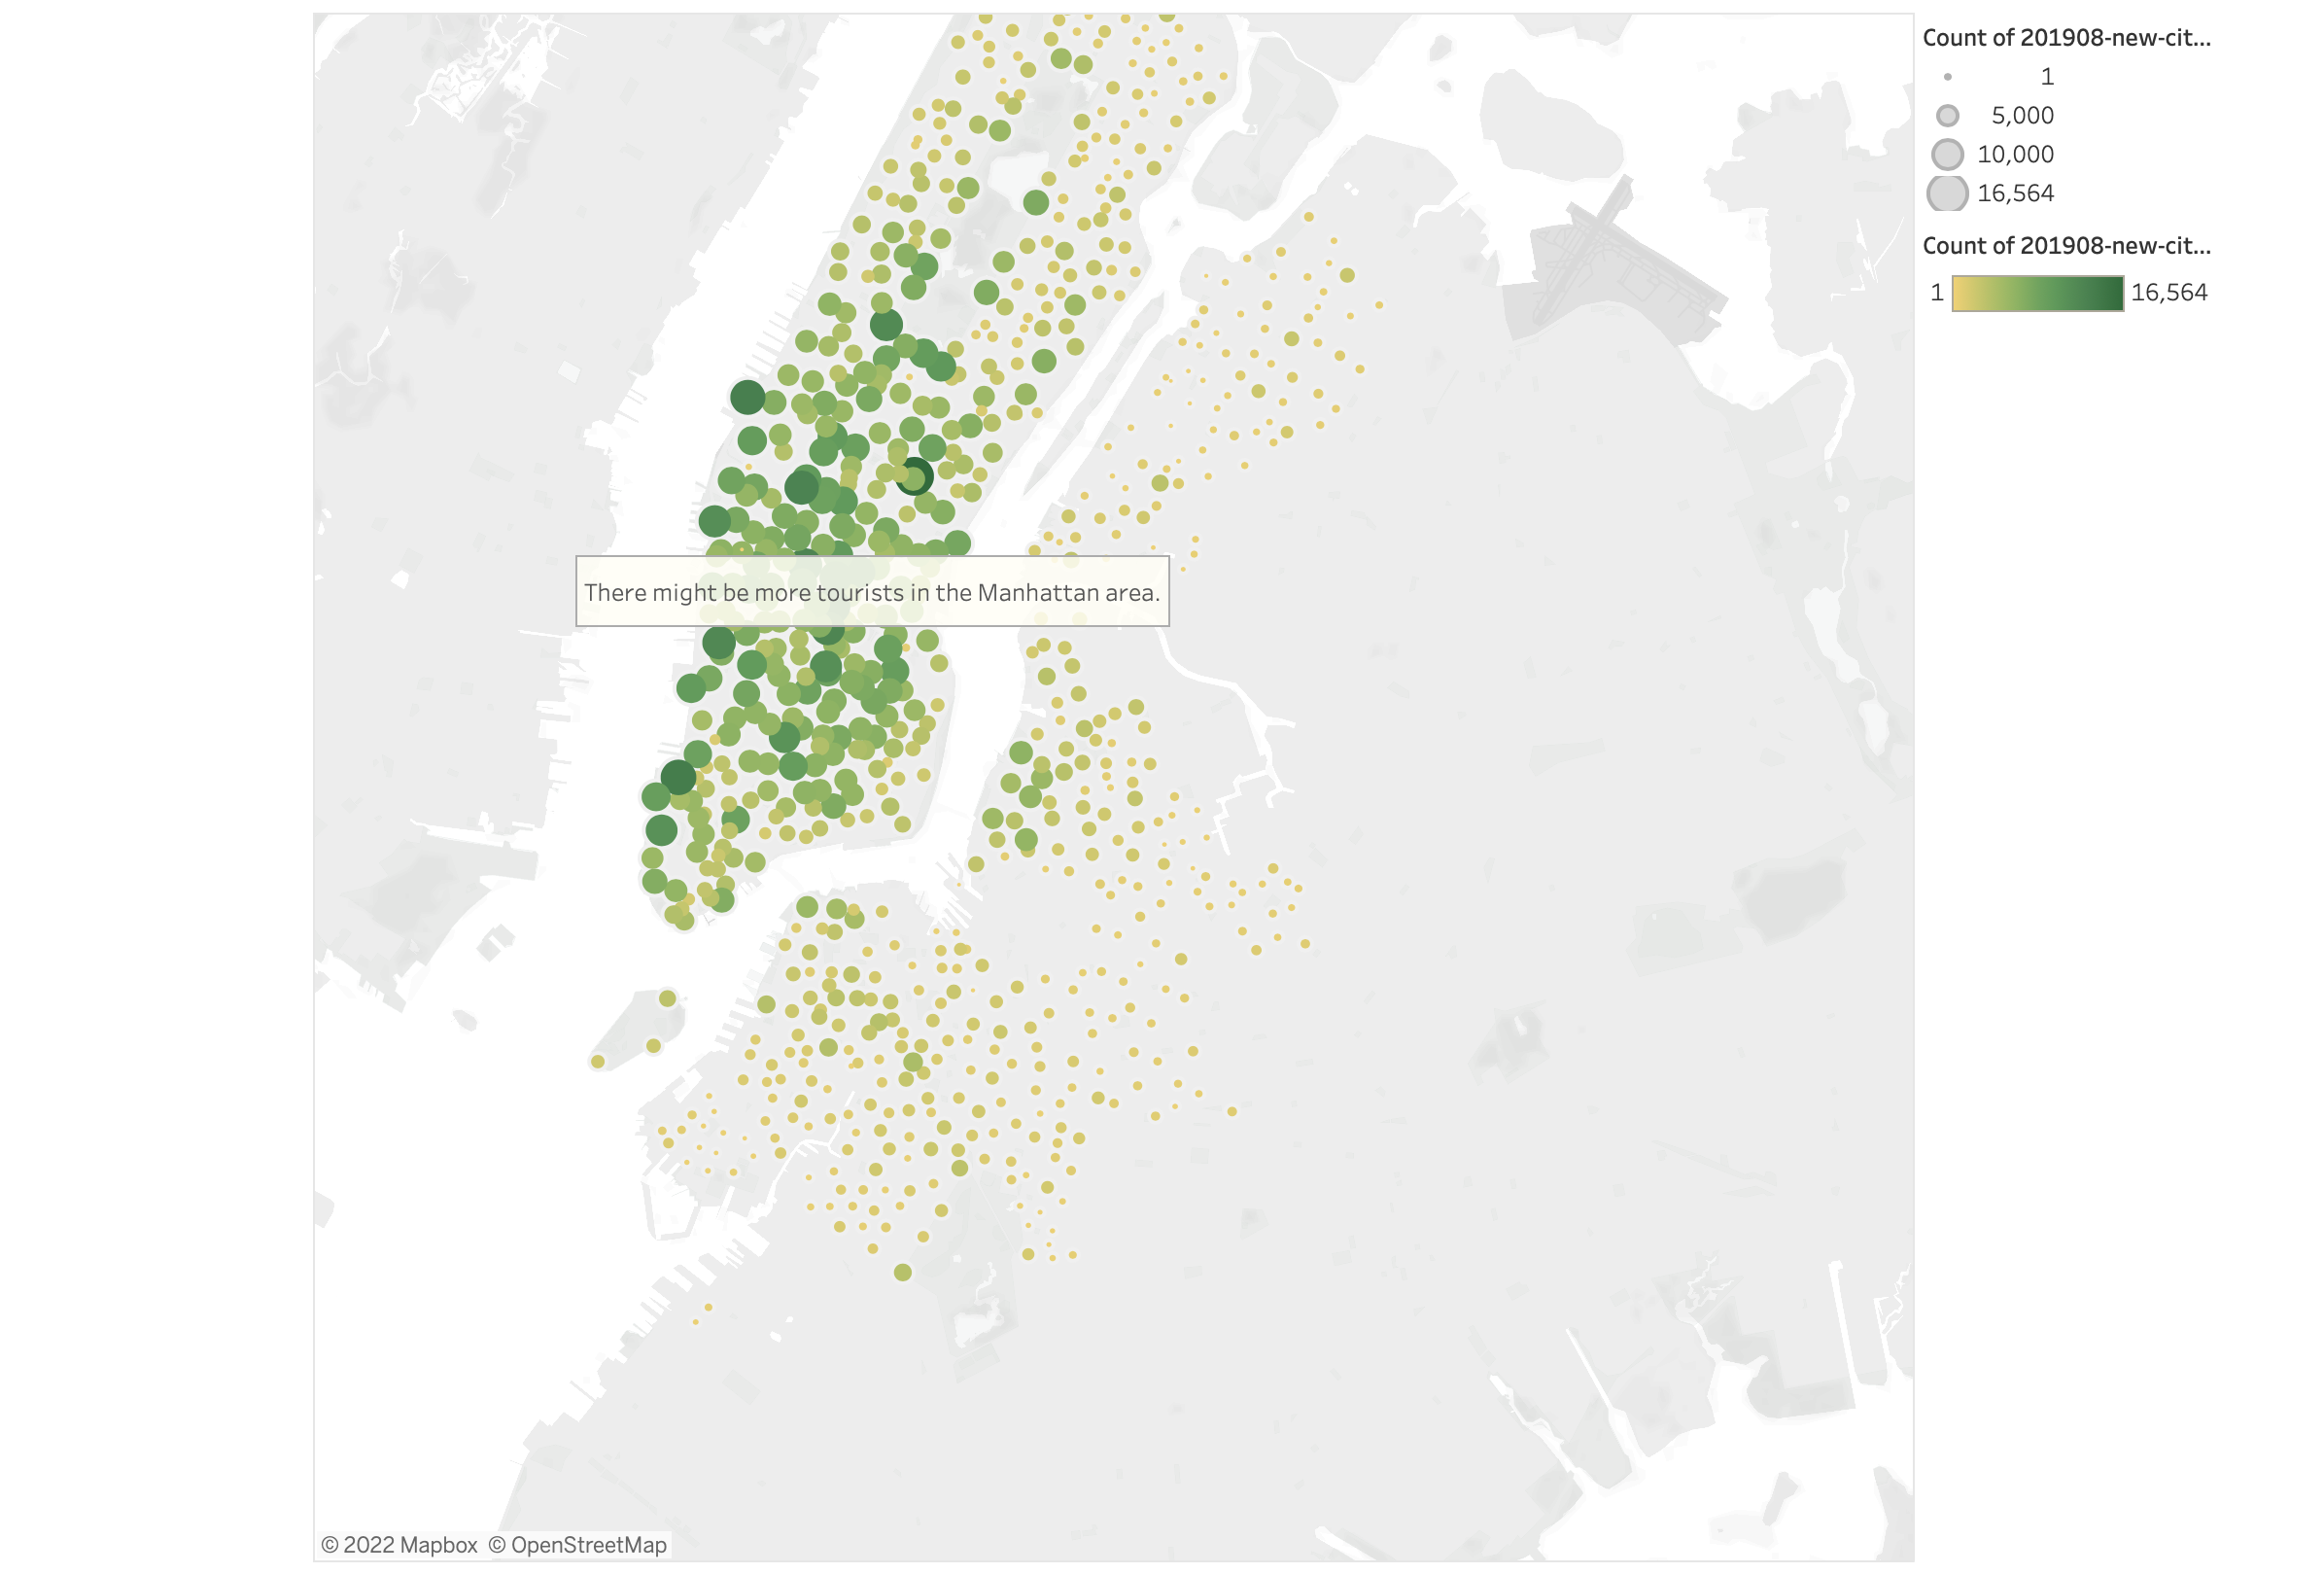 Count of 201908-new-cit...
1
5,000
10,000
16,564
Count of 201908-new-cit...
1 16,564
There might be more tourists in the Manhattan area.
© 2022 Mapbox © OpenStreetMap